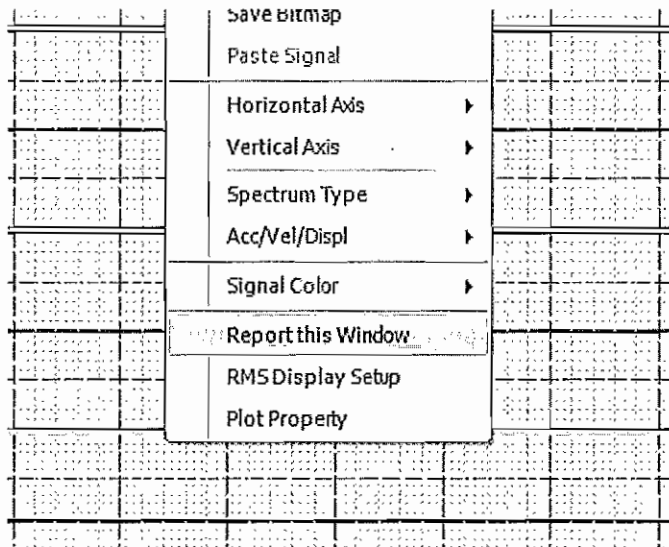 Save Bitmap
Paste Signal
Horizontal Axis
Vertical Axis
Spectrum Type
Acc/Vel/Displ
Signal Color
Report this Window
RMS Display Setup
Plot Property